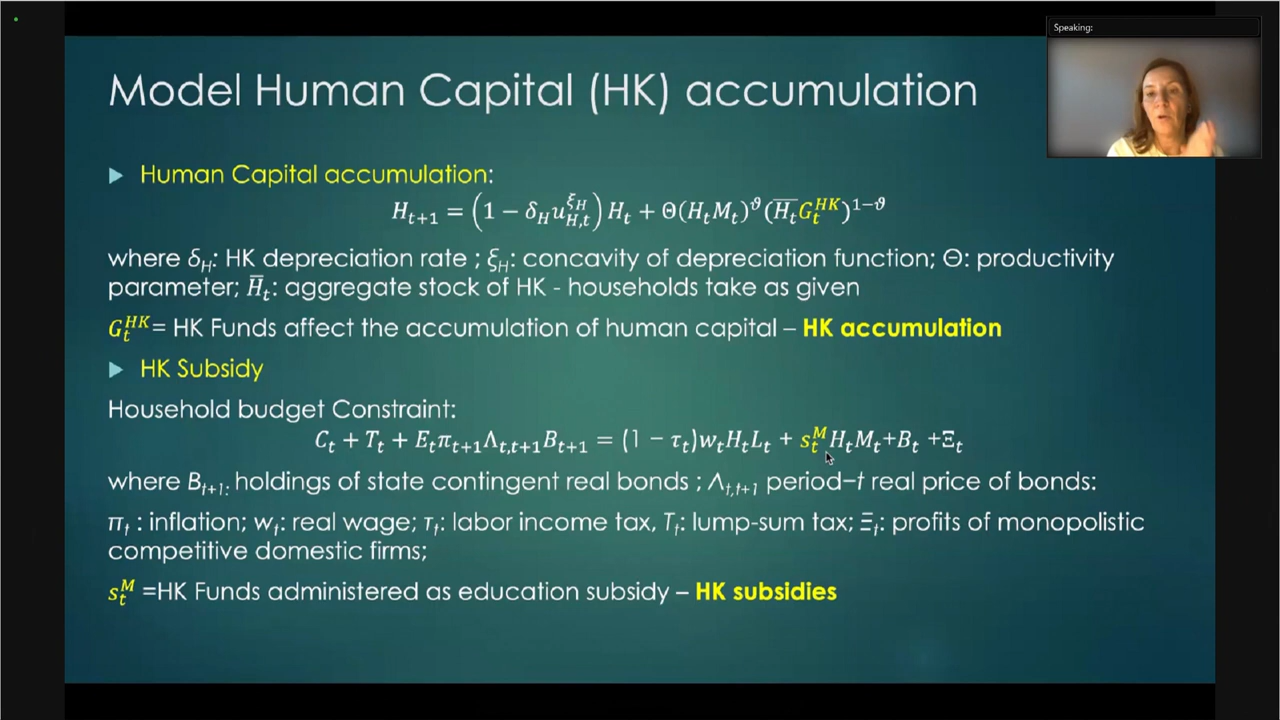 Speaking:
Model Human Capital (HK) accumulation
▶ Human Capital accumulation:
H_{t+1} = (1 − δ_H u_{H,t}^{ξ_H}) H_t + Θ(H_t M_t)^ϑ (\overline{H_t} G_t^{HK})^{1−ϑ}
where δ_H: HK depreciation rate ; ξ_H: concavity of depreciation function; Θ: productivity
parameter; \overline{H}_t: aggregate stock of HK - households take as given
G_t^{HK}= HK Funds affect the accumulation of human capital – HK accumulation
▶ HK Subsidy
Household budget Constraint:
C_t + T_t + E_t π_{t+1} Λ_{t,t+1} B_{t+1} = (1 − τ_t) w_t H_t L_t + s_t^M H_t M_t + B_t + Ξ_t
where B_{t+1:} holdings of state contingent real bonds ; Λ_{t,t+1} period–t real price of bonds:
π_t : inflation; w_t: real wage; τ_t: labor income tax, T_t: lump-sum tax; Ξ_t: profits of monopolistic
competitive domestic firms;
s_t^M =HK Funds administered as education subsidy – HK subsidies